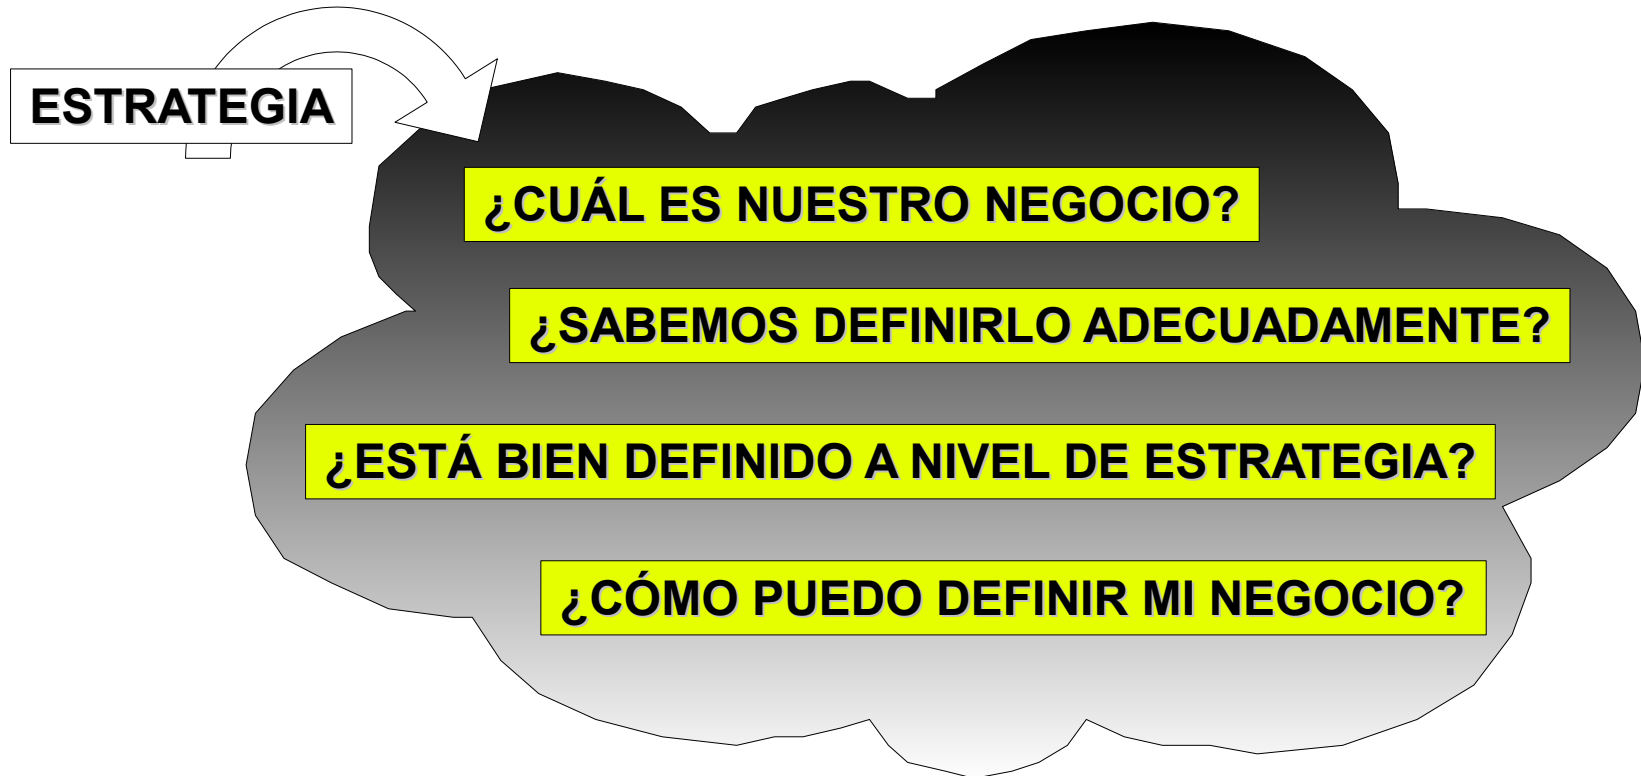 ESTRATEGIA
¿CUÁL ES NUESTRO NEGOCIO?
¿SABEMOS DEFINIRLO ADECUADAMENTE?
¿ESTÁ BIEN DEFINIDO A NIVEL DE ESTRATEGIA?
¿CÓMO PUEDO DEFINIR MI NEGOCIO?